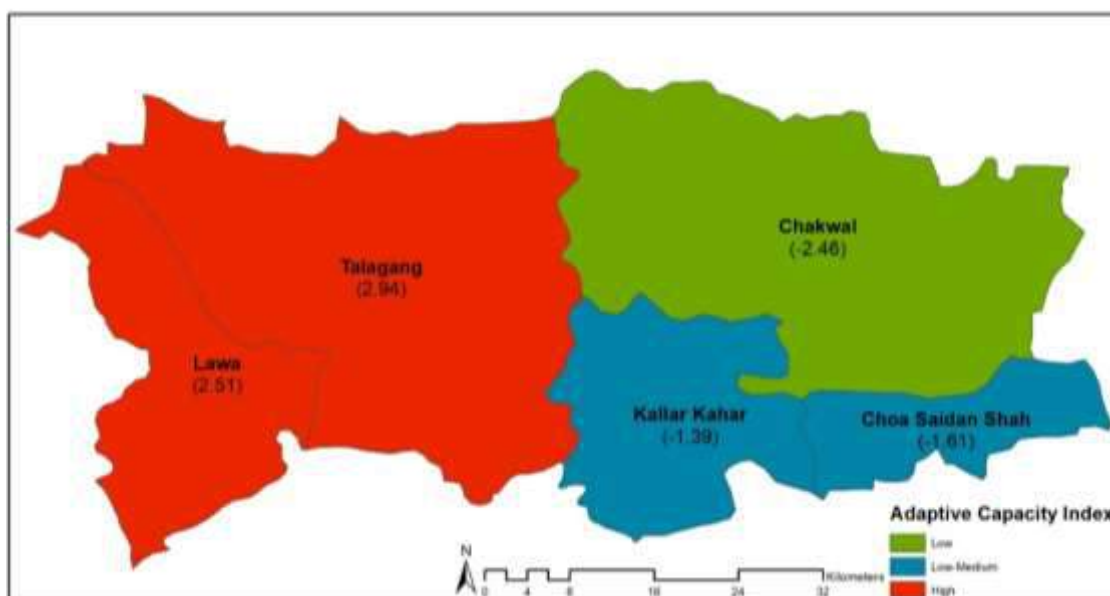 Chakwal
(-2.46)
Talagang
(2.94)
Lawa
(2.51)
Kallar Kahar
(-1.39)
Choa Saidan Shah
(-1.61)
Adaptive Capacity Index
Low
Low-Medium
High
N
Kilometers
0 4 8 16 24 32